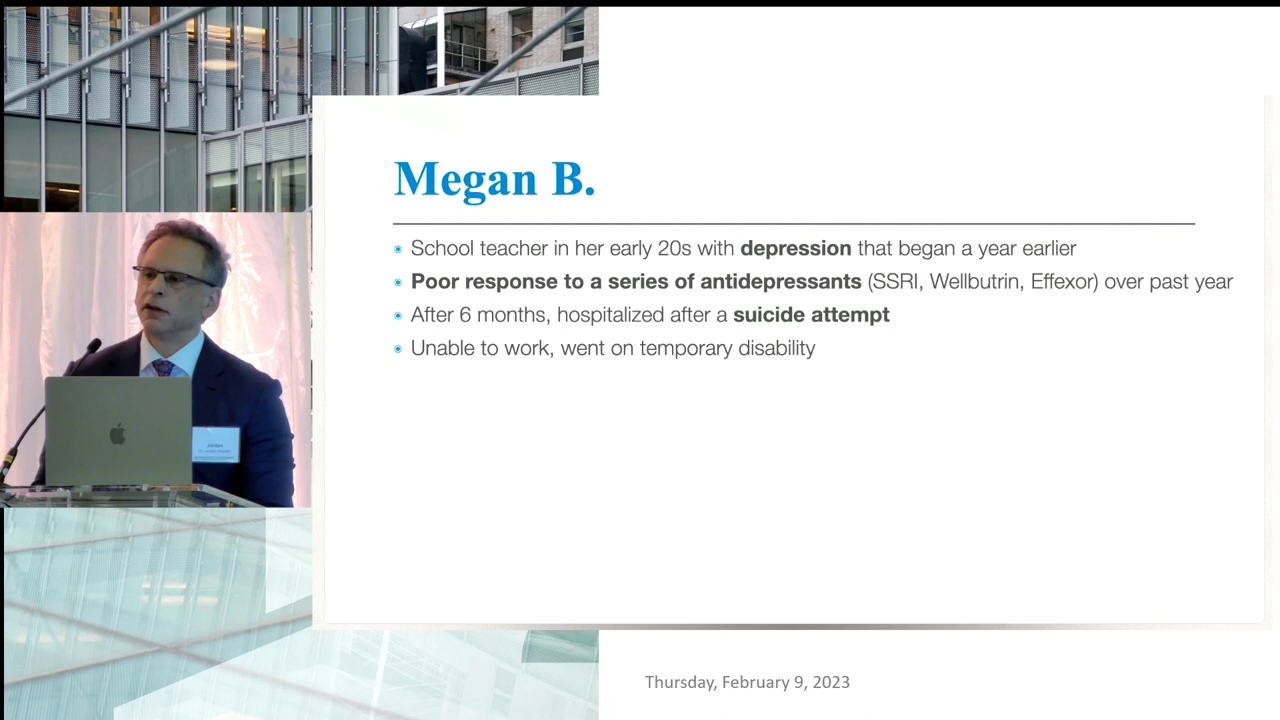 Megan B.
School teacher in her early 20s with depression that began a year earlier
Poor response to a series of antidepressants (SSRI, Wellbutrin, Effexor) over past year
After 6 months, hospitalized after a suicide attempt
Unable to work, went on temporary disability
Jordan
Thursday, February 9, 2023